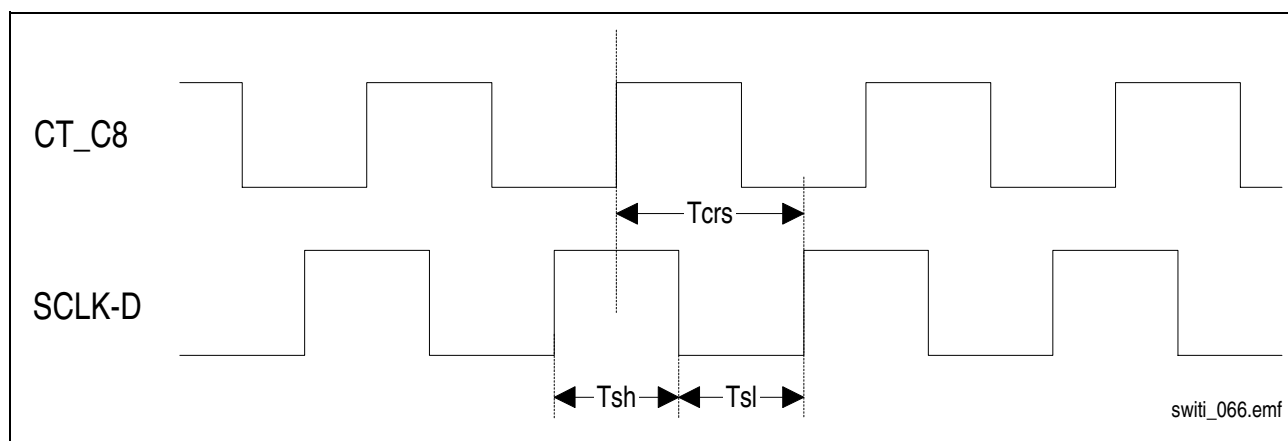 CT_C8
Tcrs
SCLK-D
Tsh
Tsl
switi_066.emf